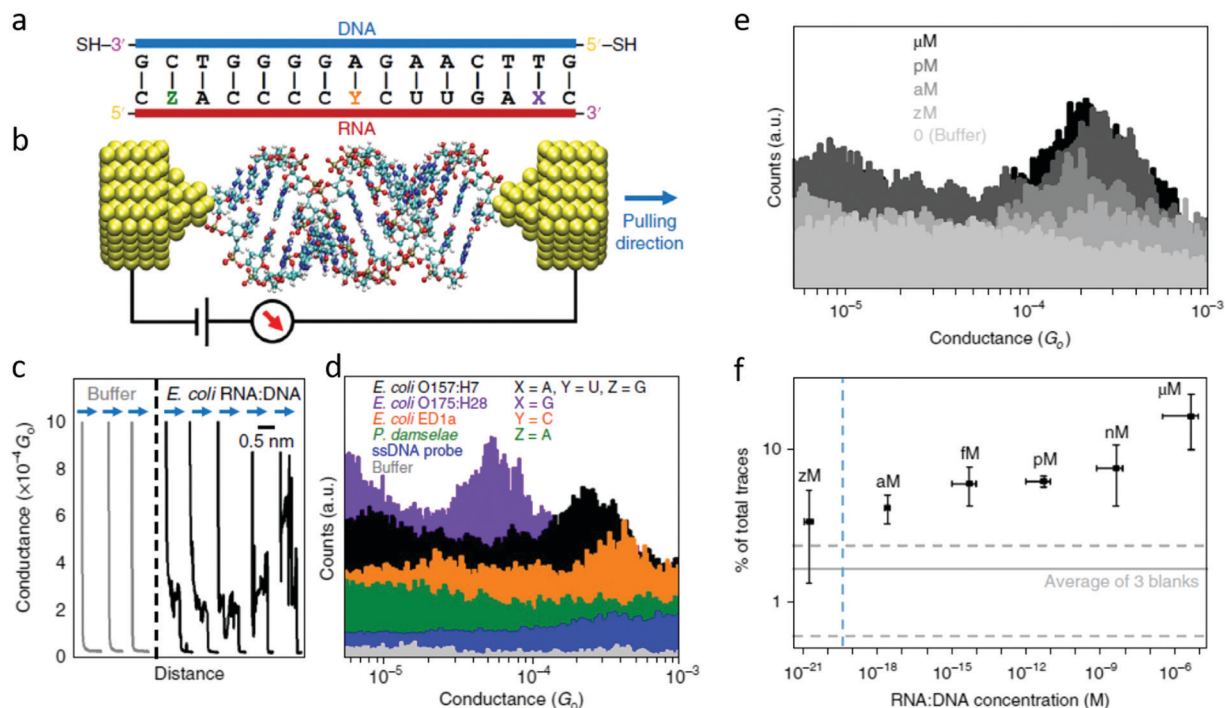 a
DNA
SH–3′ 5′–SH
G C T G G G G A G A A C T T G
C Z A C C C C Y C U U G A X C
5′ 3′
RNA
b
Pulling
direction
c
Buffer
E. coli RNA:DNA
0.5 nm
10
8
6
4
2
0
Conductance (×10⁻⁴ Gₒ)
Distance
d
E. coli O157:H7 X = A, Y = U, Z = G
E. coli O175:H28 X = G
E. coli ED1a Y = C
P. damselae Z = A
ssDNA probe
Buffer
Counts (a.u.)
10⁻⁵ 10⁻⁴ 10⁻³
Conductance (Gₒ)
e
μM
pM
aM
zM
0 (Buffer)
Counts (a.u.)
10⁻⁵ 10⁻⁴ 10⁻³
Conductance (Gₒ)
f
% of total traces
10
1
zM
aM
fM
pM
nM
μM
Average of 3 blanks
10⁻²¹ 10⁻¹⁸ 10⁻¹⁵ 10⁻¹² 10⁻⁹ 10⁻⁶
RNA:DNA concentration (M)